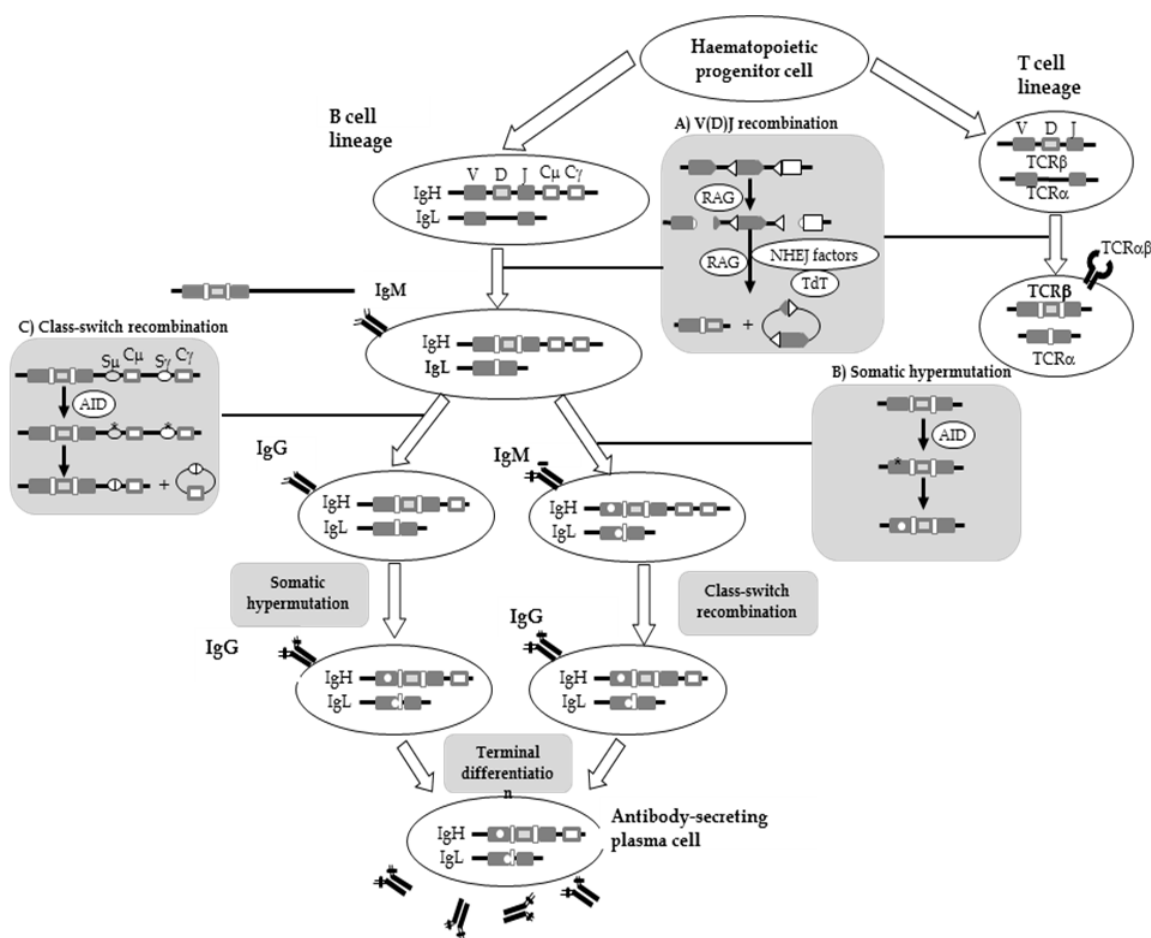 Haematopoietic
progenitor cell
T cell
lineage
B cell
lineage
A) V(D)J recombination
V D J
TCRβ
TCRα
V D J Cμ Cγ
IgH
IgL
RAG
RAG
NHEJ factors
TdT
+
TCRαβ
TCRβ
TCRα
IgM
IgH
IgL
C) Class-switch recombination
Sμ Cμ Sγ Cγ
AID
* *
+
B) Somatic hypermutation
AID
*
IgG
IgH
IgL
IgM
IgH
IgL
Somatic
hypermutation
Class-switch
recombination
IgG
IgH
IgL
IgG
IgH
IgL
Terminal
differentiatio
n
IgH
IgL
Antibody-secreting
plasma cell